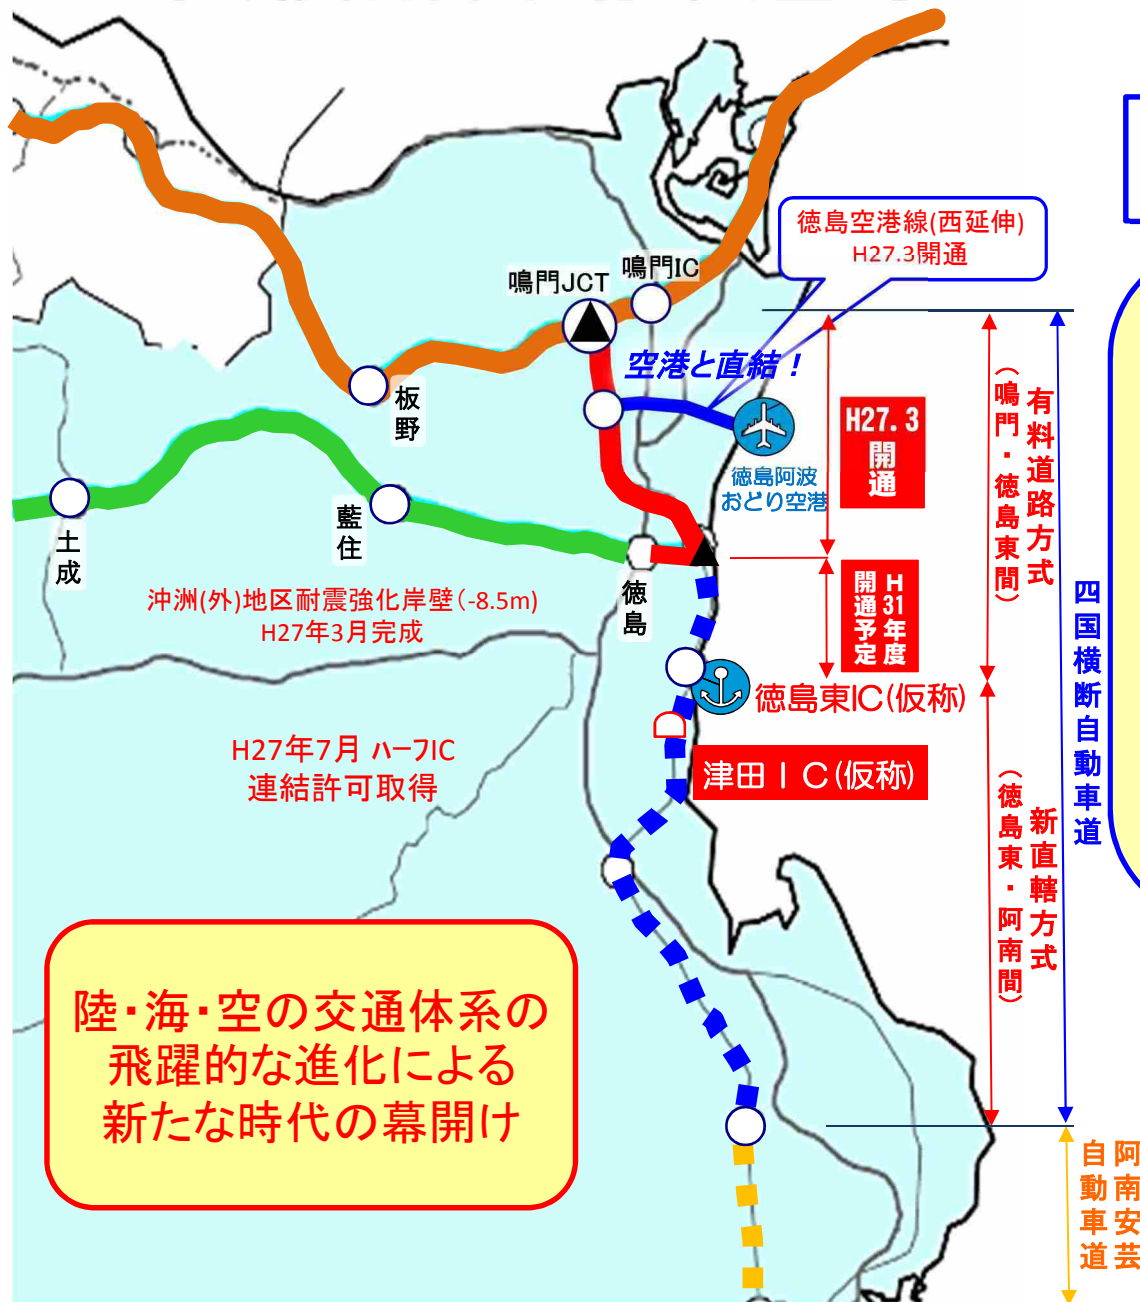 徳島空港線(西延伸)
H27.3開通
鳴門JCT
鳴門IC
空港と直結！
板野
徳島阿波
おどり空港
H27.3
開通
有料道路方式
（鳴門・徳島東間）
土成
藍住
徳島
沖洲(外)地区耐震強化岸壁(-8.5m)
H27年3月完成
H31年度
開通予定
四国横断自動車道
徳島東IC(仮称)
H27年7月 ハーフIC
連結許可取得
津田ＩＣ(仮称)
新直轄方式
（徳島東・阿南間）
陸・海・空の交通体系の
飛躍的な進化による
新たな時代の幕開け
阿南安芸
自動車道